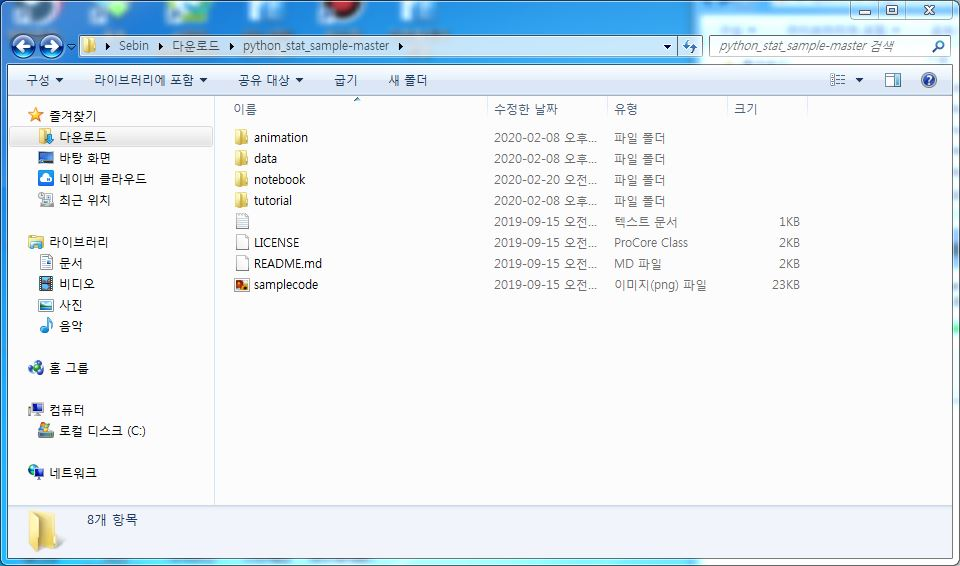 Sebin 다운로드 python_stat_sample-master python_stat_sample-master 검색
구성 라이브러리에 포함 공유 대상 굽기 새 폴더
즐겨찾기
다운로드
바탕 화면
네이버 클라우드
최근 위치
라이브러리
문서
비디오
사진
음악
홈 그룹
컴퓨터
로컬 디스크 (C:)
네트워크
이름 수정한 날짜 유형 크기
animation 2020-02-08 오후... 파일 폴더
data 2020-02-08 오후... 파일 폴더
notebook 2020-02-20 오전... 파일 폴더
tutorial 2020-02-08 오후... 파일 폴더
2019-09-15 오전... 텍스트 문서 1KB
LICENSE 2019-09-15 오전... ProCore Class 2KB
README.md 2019-09-15 오전... MD 파일 2KB
samplecode 2019-09-15 오전... 이미지(png) 파일 23KB
8개 항목